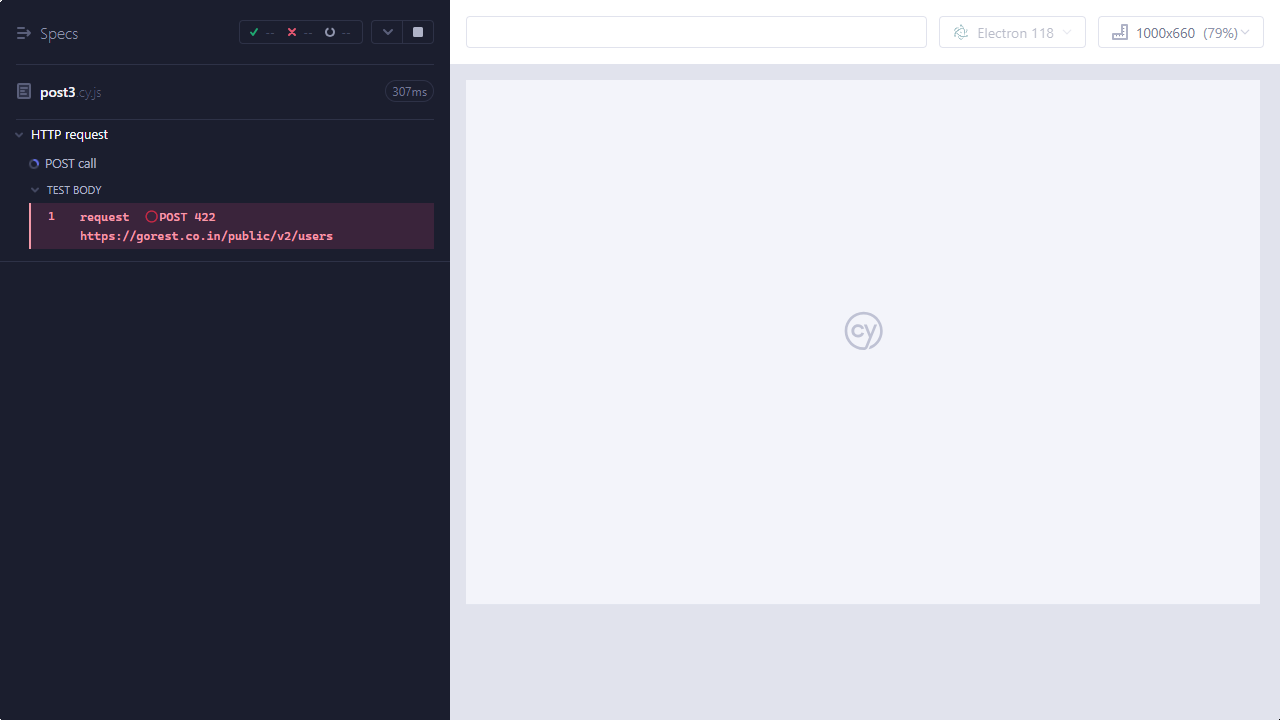 Specs
-- -- --
post3.cy.js
307ms
HTTP request
POST call
TEST BODY
1 request POST 422
https://gorest.co.in/public/v2/users
Electron 118
1000x660 (79%)
cy